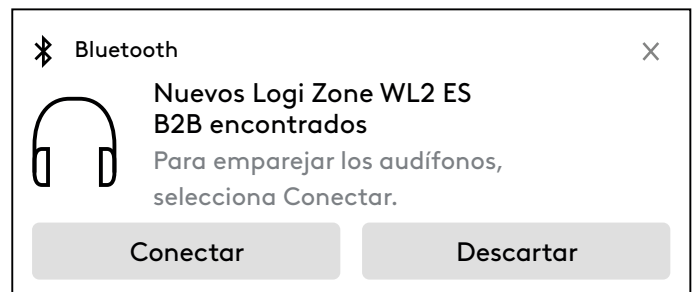 Bluetooth
Nuevos Logi Zone WL2 ES
B2B encontrados
Para emparejar los audífonos,
selecciona Conectar.
Conectar
Descartar